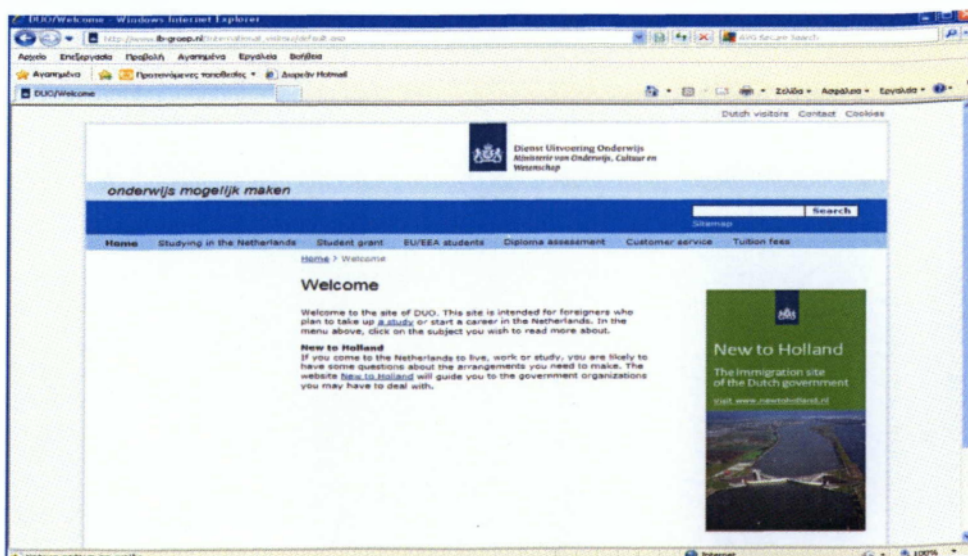 DUO/Welcome - Windows Internet Explorer
http://www.ib-groep.nl/international_visitors/default.asp
AVG Secure Search
Αρχείο Επεξεργασία Προβολή Αγαπημένα Εργαλεία Βοήθεια
Αγαπημένα Προτεινόμενες τοποθεσίες Δωρεάν Hotmail
DUO/Welcome
Σελίδα Ασφάλεια Εργαλεία
Dutch visitors Contact Cookies
Dienst Uitvoering Onderwijs
Ministerie van Onderwijs, Cultuur en
Wetenschap
onderwijs mogelijk maken
Search
Sitemap
Home Studying in the Netherlands Student grant EU/EEA students Diploma assessment Customer service Tuition fees
Home > Welcome
Welcome
Welcome to the site of DUO. This site is intended for foreigners who
plan to take up a study or start a career in the Netherlands. In the
menu above, click on the subject you wish to read more about.
New to Holland
If you come to the Netherlands to live, work or study, you are likely to
have some questions about the arrangements you need to make. The
website New to Holland will guide you to the government organizations
you may have to deal with.
New to Holland
The immigration site
of the Dutch government
visit www.newtoholland.nl
Internet
100%